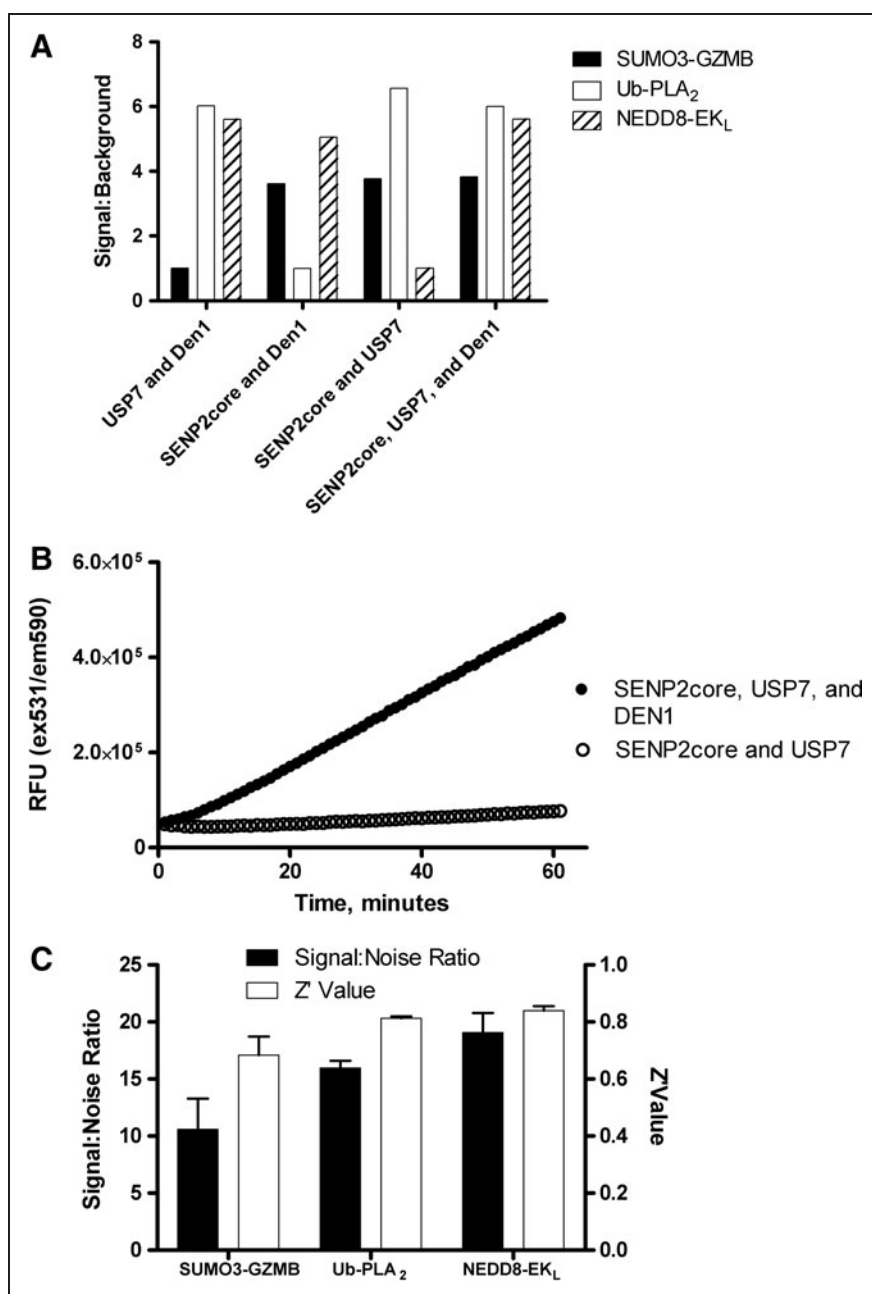 A
8
6
4
2
0
Signal:Background
SUMO3-GZMB
Ub-PLA₂
NEDD8-EK_L
USP7 and Den1
SENP2core and Den1
SENP2core and USP7
SENP2core, USP7, and Den1
B
6.0×10⁵
4.0×10⁵
2.0×10⁵
0
RFU (ex531/em590)
0 20 40 60
Time, minutes
SENP2core, USP7, and
DEN1
SENP2core and USP7
C
Signal:Noise Ratio
Z' Value
25
20
15
10
5
0
Signal:Noise Ratio
1.0
0.8
0.6
0.4
0.2
0.0
Z'Value
SUMO3-GZMB Ub-PLA₂ NEDD8-EK_L